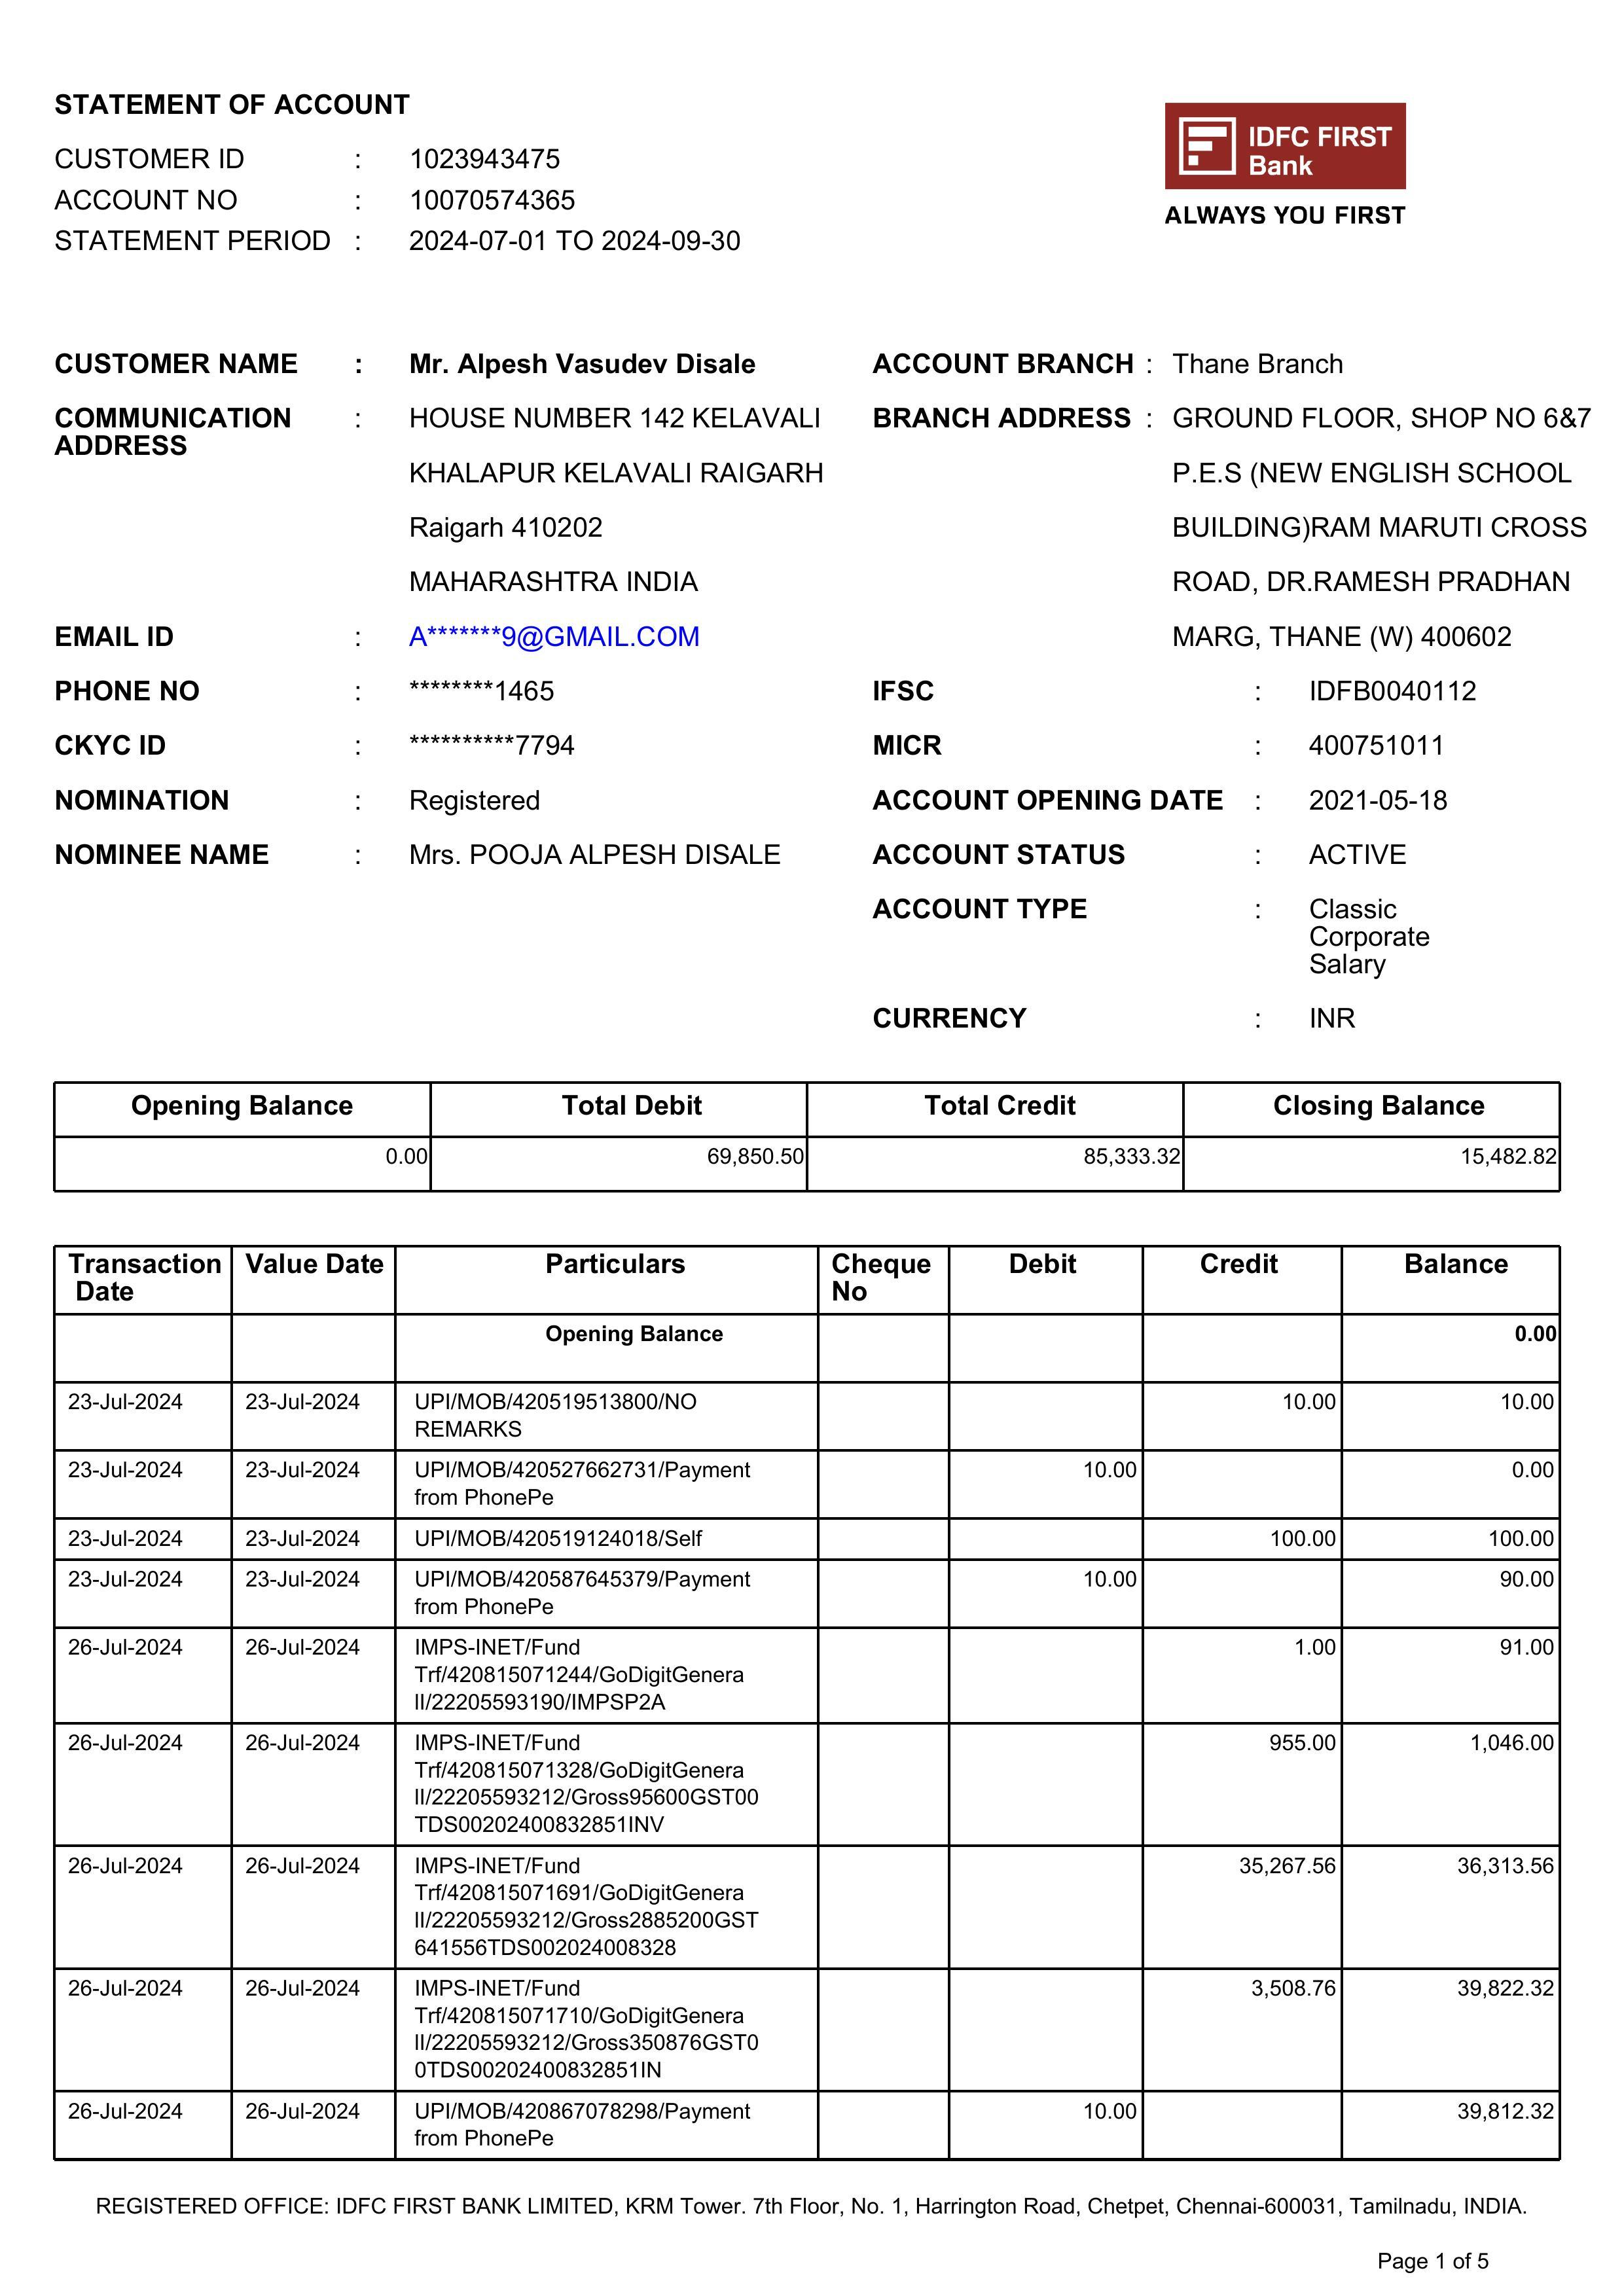 STATEMENT OF ACCOUNT
CUSTOMER ID : 1023943475
ACCOUNT NO : 10070574365
STATEMENT PERIOD : 2024-07-01 TO 2024-09-30
IDFC FIRST
Bank
ALWAYS YOU FIRST
CUSTOMER NAME : Mr. Alpesh Vasudev Disale
COMMUNICATION ADDRESS : HOUSE NUMBER 142 KELAVALI
KHALAPUR KELAVALI RAIGARH
Raigarh 410202
MAHARASHTRA INDIA
EMAIL ID : A*******9@GMAIL.COM
PHONE NO : ********1465
CKYC ID : **********7794
NOMINATION : Registered
NOMINEE NAME : Mrs. POOJA ALPESH DISALE
ACCOUNT BRANCH : Thane Branch
BRANCH ADDRESS : GROUND FLOOR, SHOP NO 6&7
P.E.S (NEW ENGLISH SCHOOL
BUILDING)RAM MARUTI CROSS
ROAD, DR.RAMESH PRADHAN
MARG, THANE (W) 400602
IFSC : IDFB0040112
MICR : 400751011
ACCOUNT OPENING DATE : 2021-05-18
ACCOUNT STATUS : ACTIVE
ACCOUNT TYPE : Classic
Corporate
Salary
CURRENCY : INR
Opening Balance Total Debit Total Credit Closing Balance
0.00 69,850.50 85,333.32 15,482.82
Transaction Date Value Date Particulars Cheque No Debit Credit Balance
Opening Balance 0.00
23-Jul-2024 23-Jul-2024 UPI/MOB/420519513800/NO 10.00 10.00
REMARKS
23-Jul-2024 23-Jul-2024 UPI/MOB/420527662731/Payment 10.00 0.00
from PhonePe
23-Jul-2024 23-Jul-2024 UPI/MOB/420519124018/Self 100.00 100.00
23-Jul-2024 23-Jul-2024 UPI/MOB/420587645379/Payment 10.00 90.00
from PhonePe
26-Jul-2024 26-Jul-2024 IMPS-INET/Fund 1.00 91.00
Trf/420815071244/GoDigitGenera
lI/22205593190/IMPSP2A
26-Jul-2024 26-Jul-2024 IMPS-INET/Fund 955.00 1,046.00
Trf/420815071328/GoDigitGenera
lI/22205593212/Gross95600GST00
TDS00202400832851INV
26-Jul-2024 26-Jul-2024 IMPS-INET/Fund 35,267.56 36,313.56
Trf/420815071691/GoDigitGenera
lI/22205593212/Gross2885200GST
641556TDS002024008328
26-Jul-2024 26-Jul-2024 IMPS-INET/Fund 3,508.76 39,822.32
Trf/420815071710/GoDigitGenera
lI/22205593212/Gross350876GST0
0TDS00202400832851IN
26-Jul-2024 26-Jul-2024 UPI/MOB/420867078298/Payment 10.00 39,812.32
from PhonePe
REGISTERED OFFICE: IDFC FIRST BANK LIMITED, KRM Tower. 7th Floor, No. 1, Harrington Road, Chetpet, Chennai-600031, Tamilnadu, INDIA.
Page 1 of 5